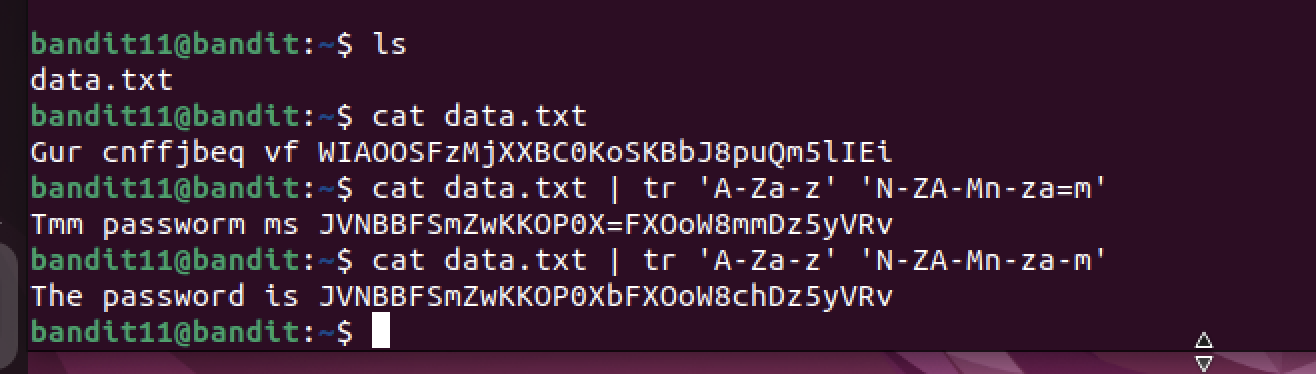 bandit11@bandit:~$ ls
data.txt
bandit11@bandit:~$ cat data.txt
Gur cnffjbeq vf WIAOOSFzMjXXBC0KoSKBbJ8puQm5lIEi
bandit11@bandit:~$ cat data.txt | tr 'A-Za-z' 'N-ZA-Mn-za=m'
Tmm passworm ms JVNBBFSmZwKKOP0X=FXOoW8mmDz5yVRv
bandit11@bandit:~$ cat data.txt | tr 'A-Za-z' 'N-ZA-Mn-za-m'
The password is JVNBBFSmZwKKOP0XbFXOoW8chDz5yVRv
bandit11@bandit:~$